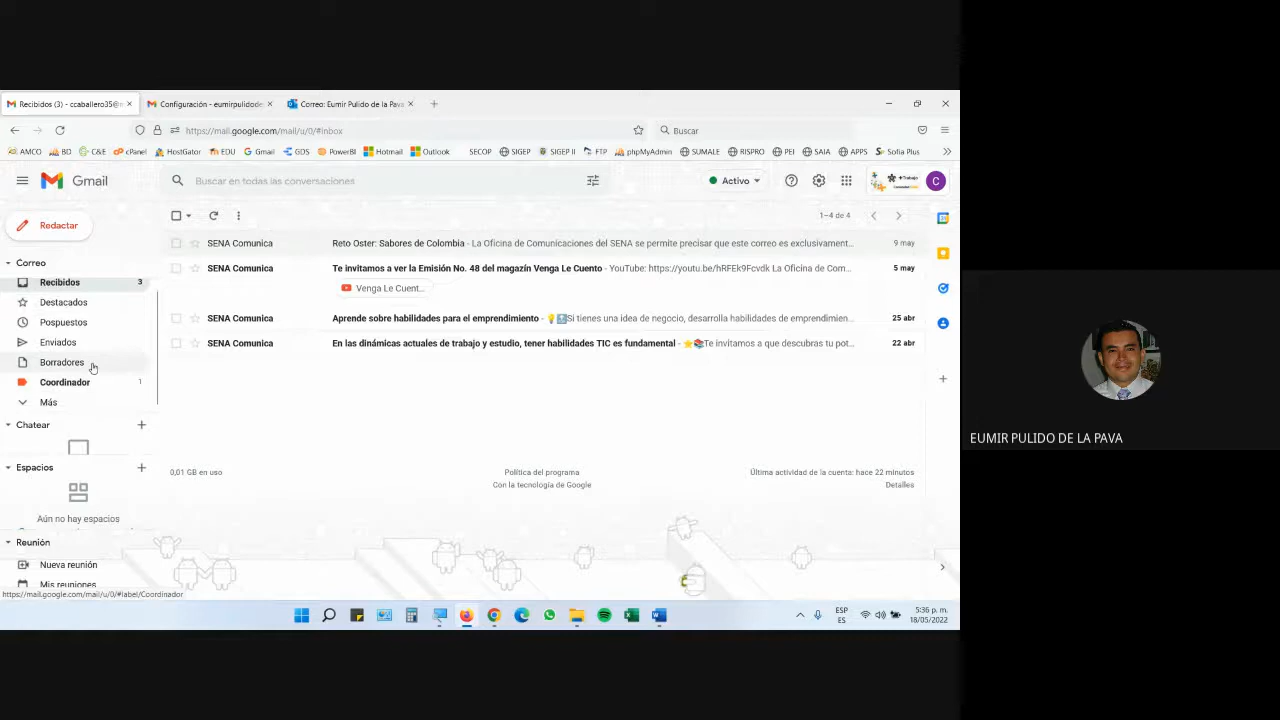 Recibidos (3) - ccaballero35@
Configuración - eumirpulidode
Correo: Eumir Pulido de la Pava
https://mail.google.com/mail/u/0/#inbox
Buscar
AMCO BD C&E cPanel HostGator EDU Gmail GDS PowerBI Hotmail Outlook SECOP SIGEP SIGEP II FTP phpMyAdmin SUMALE RISPRO PEI SAIA APPS Sofia Plus
Gmail
Buscar en todas las conversaciones
Activo
+Trabajo
C
Redactar
1–4 de 4
Correo
Recibidos 3
Destacados
Pospuestos
Enviados
Borradores
Coordinador 1
Más
Chatear
Espacios
Aún no hay espacios
Reunión
Nueva reunión
Mis reuniones
SENA Comunica Reto Oster: Sabores de Colombia - La Oficina de Comunicaciones del SENA se permite precisar que este correo es exclusivament... 9 may
SENA Comunica Te invitamos a ver la Emisión No. 48 del magazín Venga Le Cuento - YouTube: https://youtu.be/hRFEk9Fcvdk La Oficina de Com... 5 may
Venga Le Cuent...
SENA Comunica Aprende sobre habilidades para el emprendimiento - Si tienes una idea de negocio, desarrolla habilidades de emprendimien... 25 abr
SENA Comunica En las dinámicas actuales de trabajo y estudio, tener habilidades TIC es fundamental - Te invitamos a que descubras tu pot... 22 abr
0,01 GB en uso
Política del programa
Con la tecnología de Google
Última actividad de la cuenta: hace 22 minutos
Detalles
https://mail.google.com/mail/u/0/#label/Coordinador
ESP
ES
5:36 p. m.
18/05/2022
EUMIR PULIDO DE LA PAVA